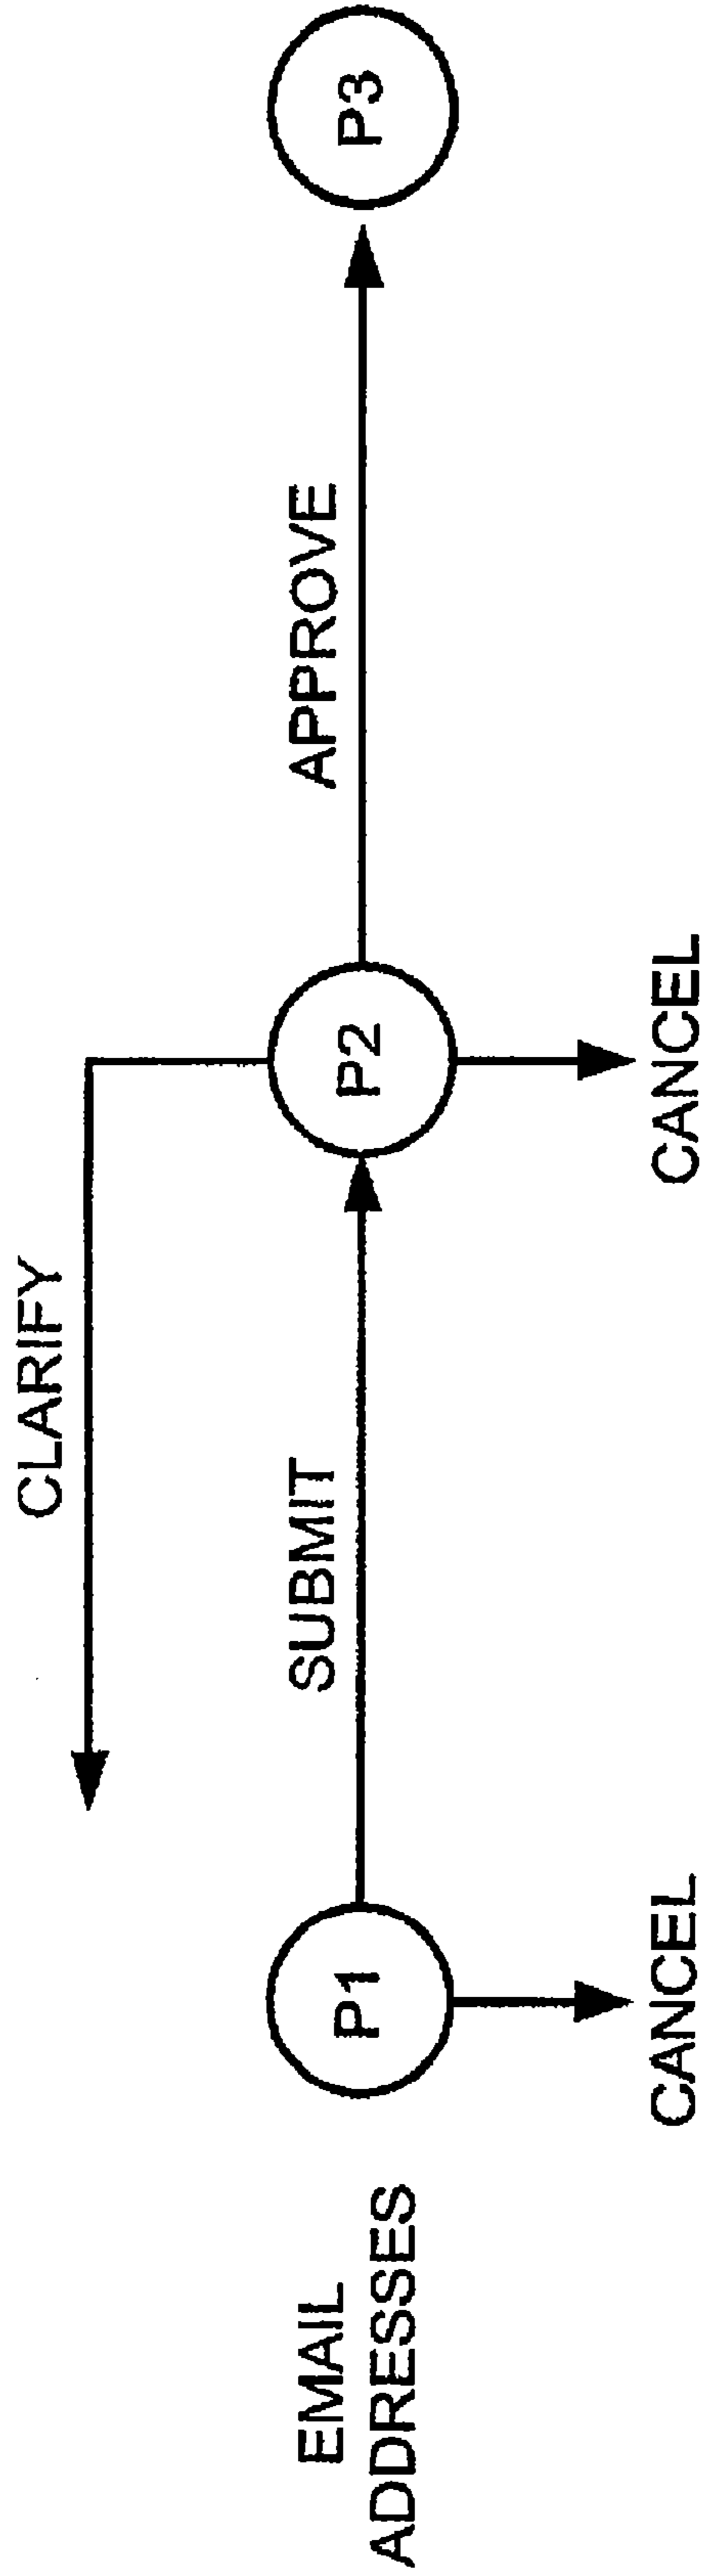 CLARIFY
EMAIL
ADDRESSES
P1
SUBMIT
P2
APPROVE
P3
CANCEL
CANCEL